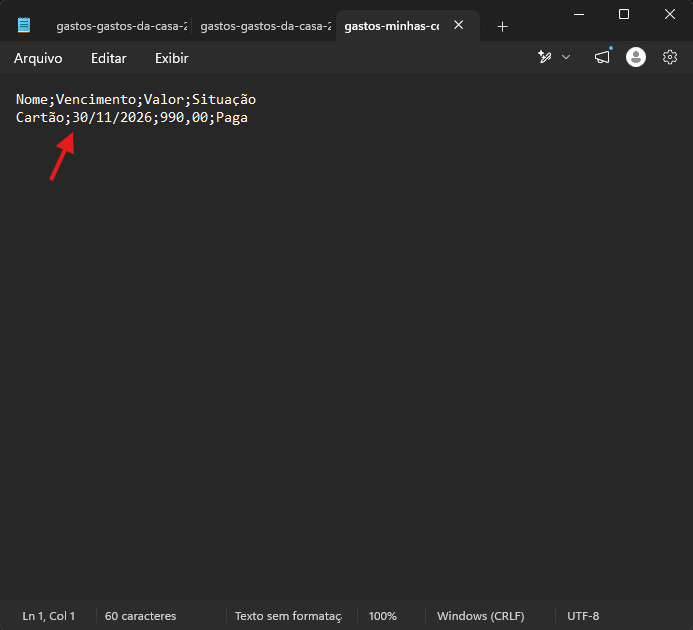 gastos-gastos-da-casa-2
gastos-gastos-da-casa-2
gastos-minhas-co
Arquivo
Editar
Exibir
Nome;Vencimento;Valor;Situação
Cartão;30/11/2026;990,00;Paga
Ln 1, Col 1
60 caracteres
Texto sem formataç
100%
Windows (CRLF)
UTF-8